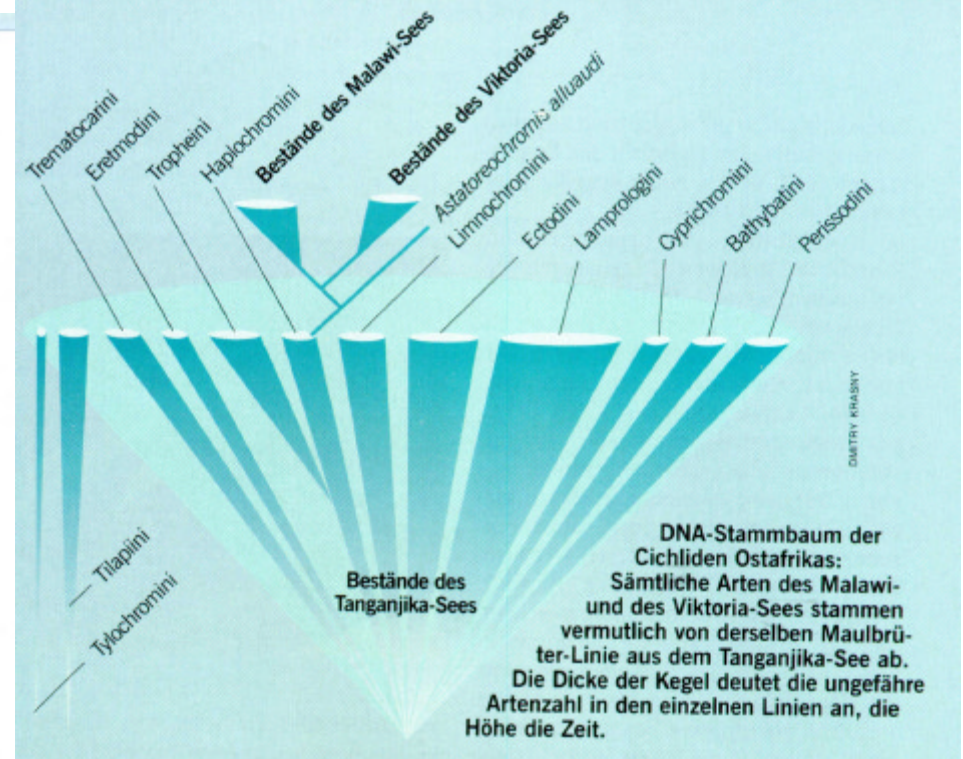 Trematocarini
Eretmodini
Tropheini
Haplochromini
Bestände des Malawi-Sees
Bestände des Viktoria-Sees
Astatoreochromis alluaudi
Limnochromini
Ectodini
Lamprologini
Cyprichromini
Bathybatini
Perissodini
DMITRY KRASNY
Tilapiini
Tylochromini
Bestände des
Tanganjika-Sees
DNA-Stammbaum der
Cichliden Ostafrikas:
Sämtliche Arten des Malawi-
und des Viktoria-Sees stammen
vermutlich von derselben Maulbrü-
ter-Linie aus dem Tanganjika-See ab.
Die Dicke der Kegel deutet die ungefähre
Artenzahl in den einzelnen Linien an, die
Höhe die Zeit.